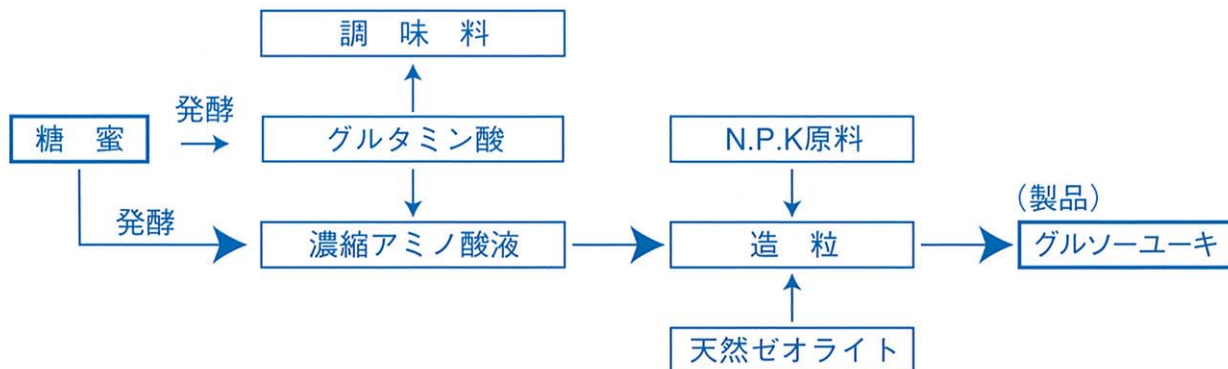 調 味 料
発酵
糖 蜜
グルタミン酸
N.P.K原料
発酵
濃縮アミノ酸液
造 粒
(製品)
グルソーユーキ
天然ゼオライト